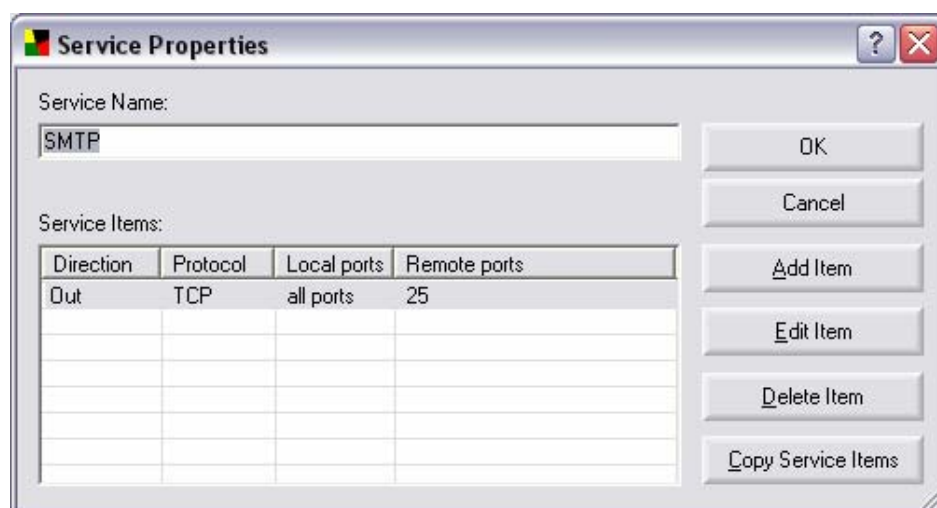 Service Properties
?
Service Name:
SMTP
OK
Cancel
Service Items:
Direction Protocol Local ports Remote ports
Out TCP all ports 25
Add Item
Edit Item
Delete Item
Copy Service Items